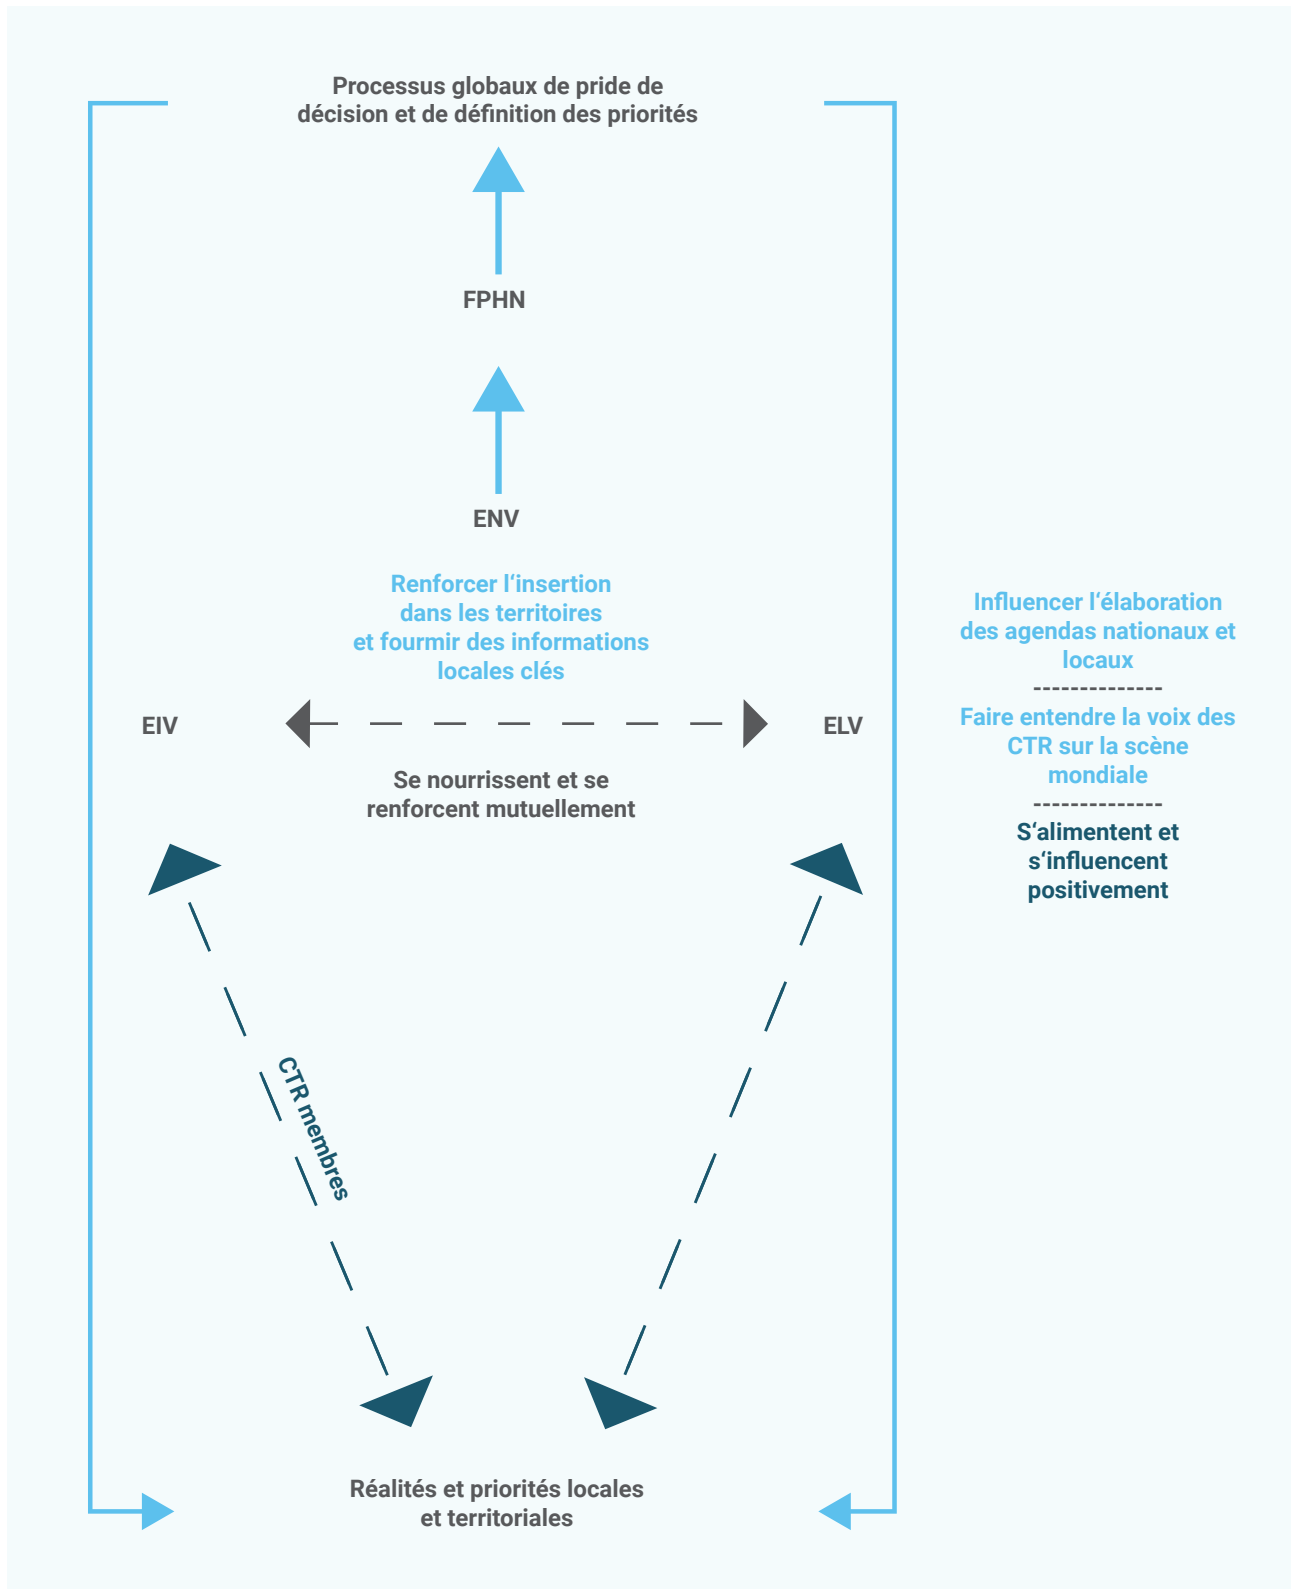 Processus globaux de pride de
décision et de définition des priorités
FPHN
ENV
Renforcer l‘insertion
dans les territoires
et fourmir des informations
locales clés
EIV
ELV
Se nourrissent et se
renforcent mutuellement
CTR membres
Réalités et priorités locales
et territoriales
Influencer l‘élaboration
des agendas nationaux et
locaux
--------------
Faire entendre la voix des
CTR sur la scène
mondiale
--------------
S‘alimentent et
s‘influencent
positivement